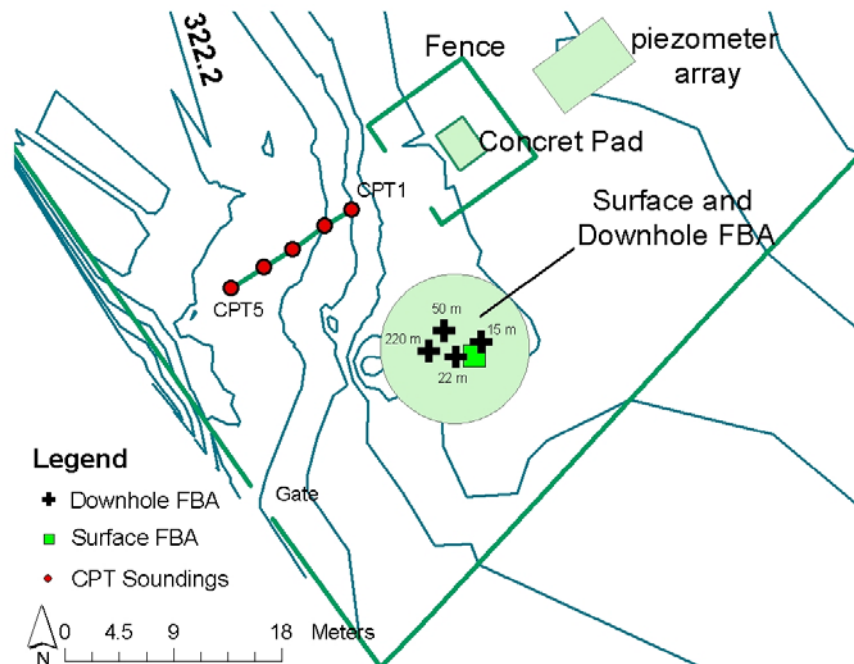 322.2
Fence
piezometer
array
Concret Pad
CPT1
Surface and
Downhole FBA
CPT5
50 m
15 m
220 m
22 m
Legend
Gate
Downhole FBA
Surface FBA
CPT Soundings
N
0 4.5 9 18 Meters